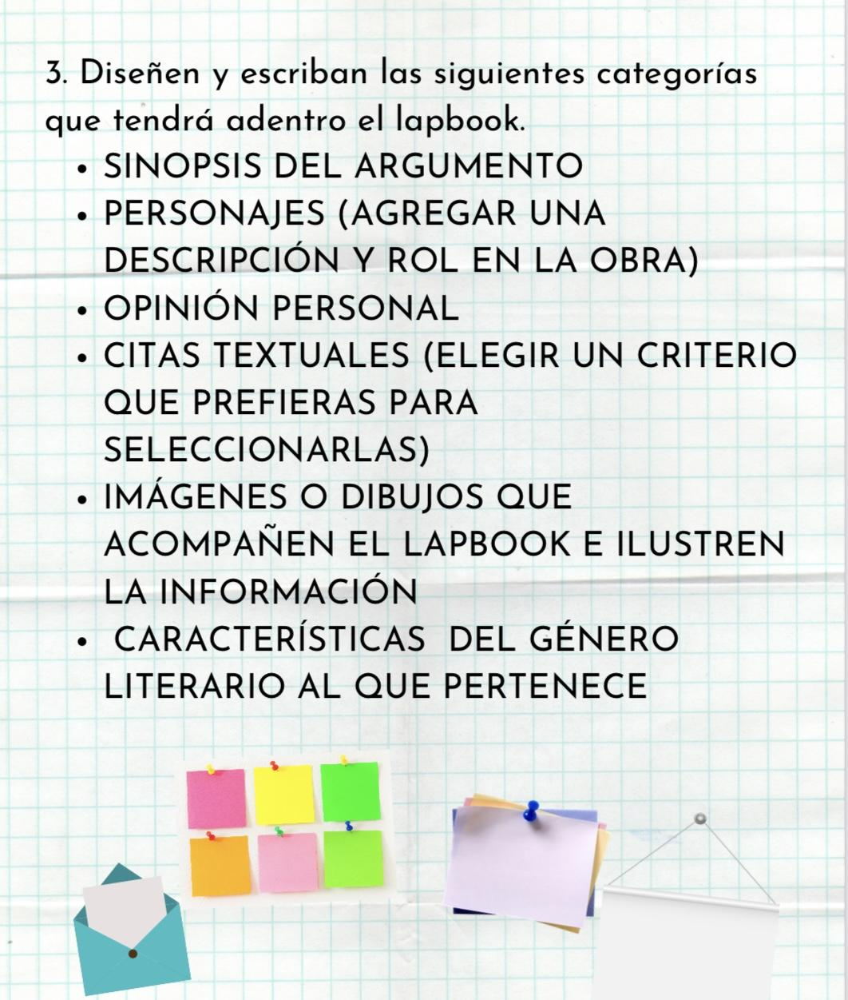 3. Diseñen y escriban las siguientes categorías
que tendrá adentro el lapbook.
• SINOPSIS DEL ARGUMENTO
• PERSONAJES (AGREGAR UNA
DESCRIPCIÓN Y ROL EN LA OBRA)
• OPINIÓN PERSONAL
• CITAS TEXTUALES (ELEGIR UN CRITERIO
QUE PREFIERAS PARA
SELECCIONARLAS)
• IMÁGENES O DIBUJOS QUE
ACOMPAÑEN EL LAPBOOK E ILUSTREN
LA INFORMACIÓN
• CARACTERÍSTICAS DEL GÉNERO
LITERARIO AL QUE PERTENECE